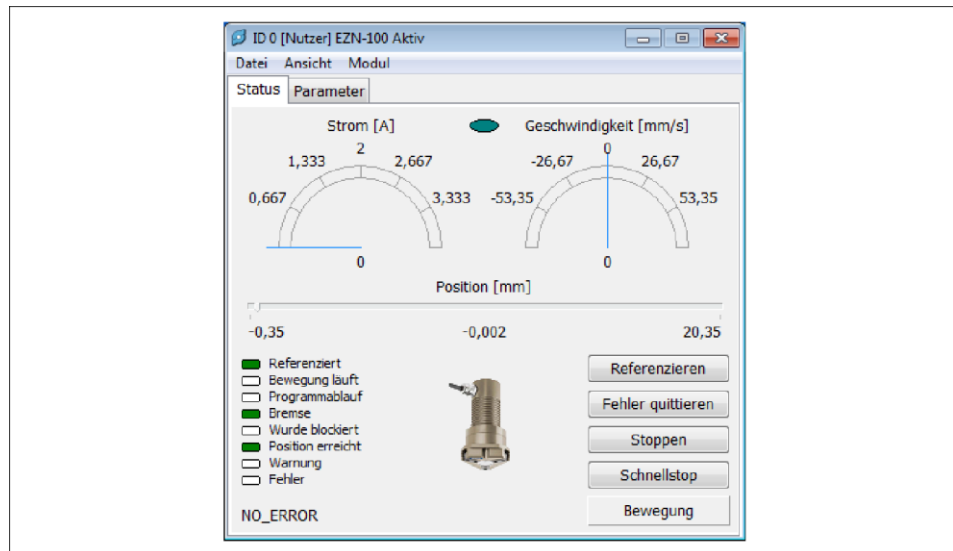 ID 0 [Nutzer] EZN-100 Aktiv
Datei Ansicht Modul
Status Parameter
Strom [A] Geschwindigkeit [mm/s]
2 0
1,333 2,667 -26,67 26,67
0,667 3,333 -53,35 53,35
0 0
Position [mm]
-0,35 -0,002 20,35
Referenziert
Bewegung läuft
Programmablauf
Bremse
Wurde blockiert
Position erreicht
Warnung
Fehler
Referenzieren
Fehler quittieren
Stoppen
Schnellstop
Bewegung
NO_ERROR